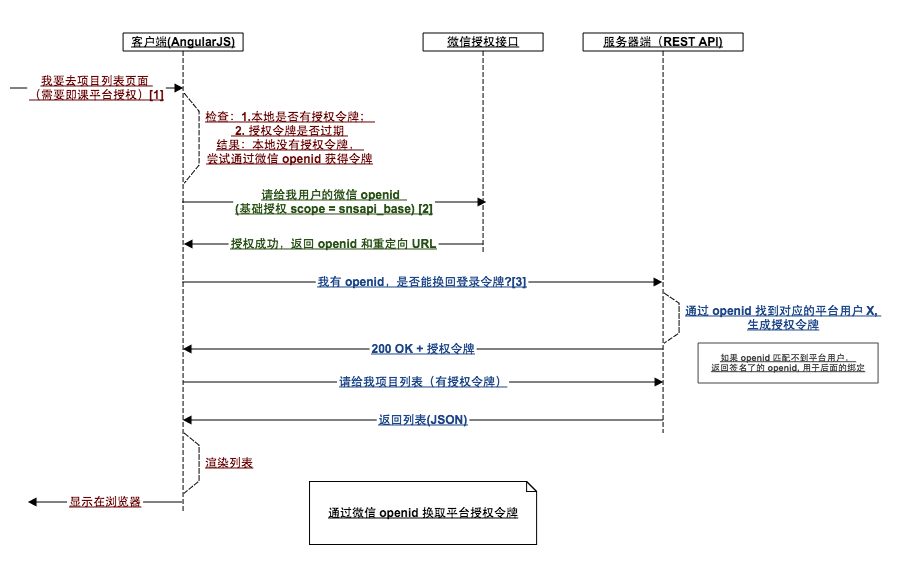 客户端(AngularJS)
微信授权接口
服务器端（REST API)
我要去项目列表页面
（需要即课平台授权）[1]
检查：1.本地是否有授权令牌；
2. 授权令牌是否过期
结果：本地没有授权令牌，
尝试通过微信 openid 获得令牌
请给我用户的微信 openid
(基础授权 scope = snsapi_base) [2]
授权成功，返回 openid 和重定向 URL
我有 openid，是否能换回登录令牌?[3]
通过 openid 找到对应的平台用户 X,
生成授权令牌
200 OK + 授权令牌
如果 openid 匹配不到平台用户，
返回签名了的 openid, 用于后面的绑定
请给我项目列表（有授权令牌）
返回列表(JSON)
渲染列表
显示在浏览器
通过微信 openid 换取平台授权令牌